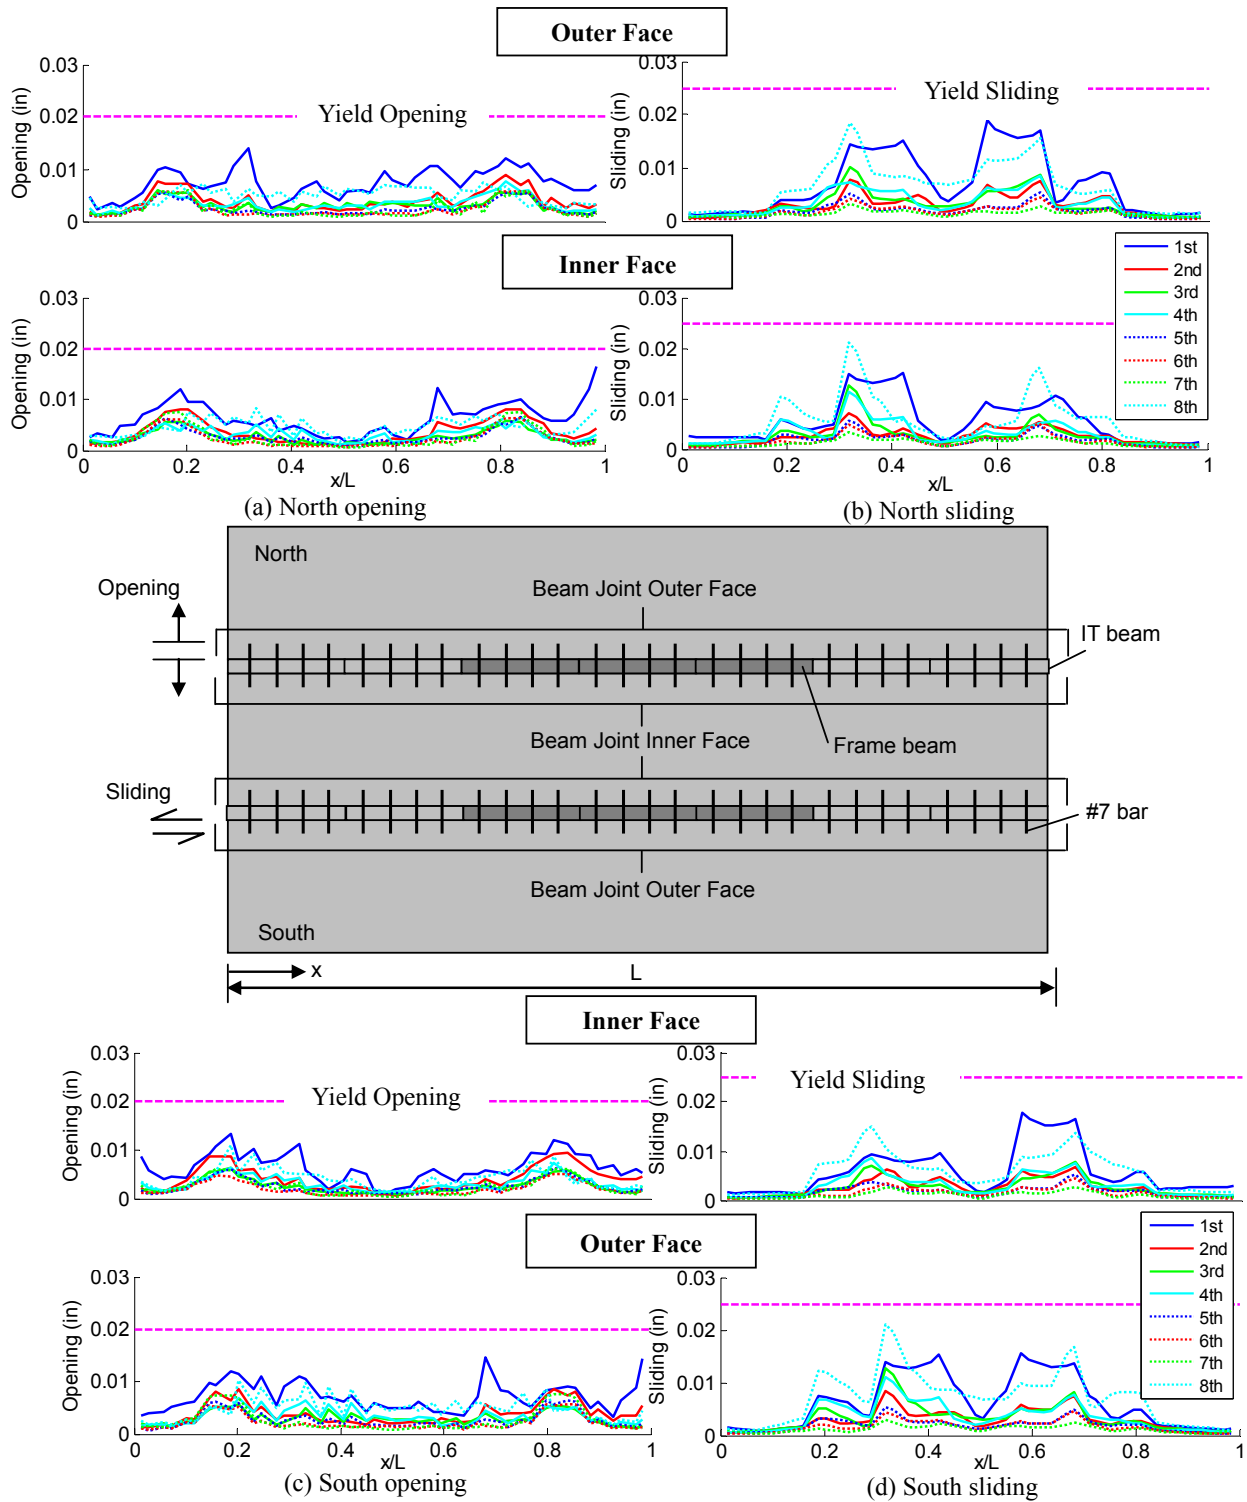 Outer Face
0.03
0.02
0.01
0
Opening (in)
Yield Opening
0.03
0.02
0.01
0
Sliding (in)
Yield Sliding
Inner Face
0.03
0.02
0.01
0
Opening (in)
0 0.2 0.4 0.6 0.8 1
x/L
(a) North opening
0.03
0.02
0.01
0
Sliding (in)
1st
2nd
3rd
4th
5th
6th
7th
8th
0 0.2 0.4 0.6 0.8 1
x/L
(b) North sliding
North
Opening
Beam Joint Outer Face
IT beam
Beam Joint Inner Face
Frame beam
Sliding
#7 bar
Beam Joint Outer Face
South
x
L
Inner Face
0.03
0.02
0.01
0
Opening (in)
Yield Opening
0.03
0.02
0.01
0
Sliding (in)
Yield Sliding
Outer Face
0.03
0.02
0.01
0
Opening (in)
0 0.2 0.4 0.6 0.8 1
x/L
(c) South opening
0.03
0.02
0.01
0
Sliding (in)
1st
2nd
3rd
4th
5th
6th
7th
8th
0 0.2 0.4 0.6 0.8 1
x/L
(d) South sliding